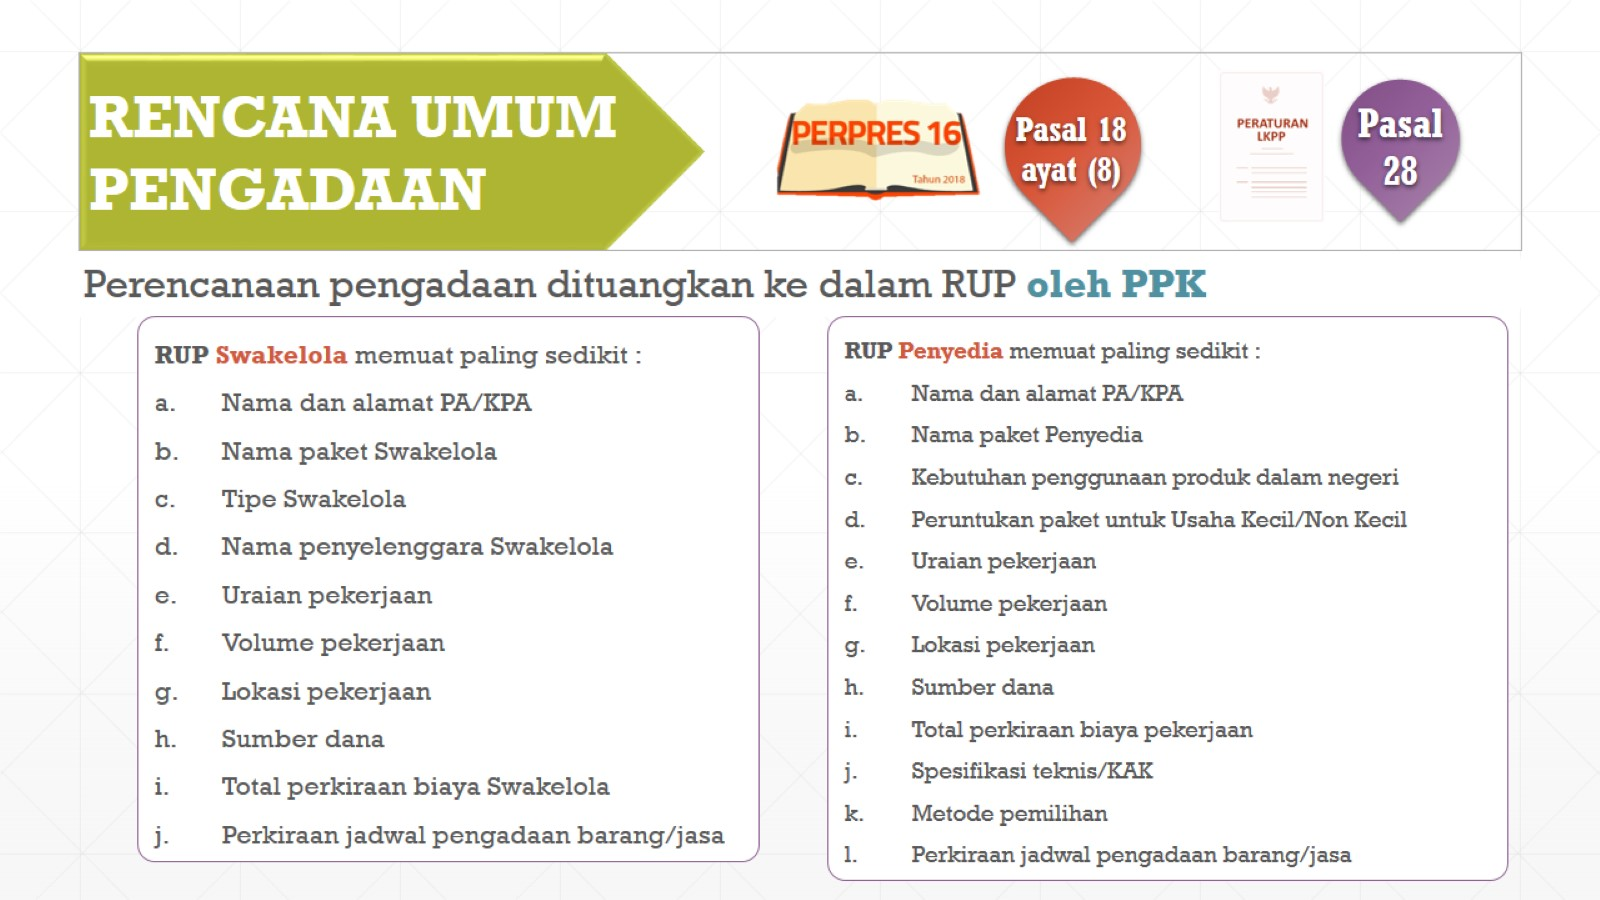 RENCANA UMUM
PENGADAAN
PERPRES 16
Tahun 2018
Pasal 18
ayat (8)
PERATURAN
LKPP
Pasal
28
Perencanaan pengadaan dituangkan ke dalam RUP oleh PPK
RUP Swakelola memuat paling sedikit :
a. Nama dan alamat PA/KPA
b. Nama paket Swakelola
c. Tipe Swakelola
d. Nama penyelenggara Swakelola
e. Uraian pekerjaan
f. Volume pekerjaan
g. Lokasi pekerjaan
h. Sumber dana
i. Total perkiraan biaya Swakelola
j. Perkiraan jadwal pengadaan barang/jasa
RUP Penyedia memuat paling sedikit :
a. Nama dan alamat PA/KPA
b. Nama paket Penyedia
c. Kebutuhan penggunaan produk dalam negeri
d. Peruntukan paket untuk Usaha Kecil/Non Kecil
e. Uraian pekerjaan
f. Volume pekerjaan
g. Lokasi pekerjaan
h. Sumber dana
i. Total perkiraan biaya pekerjaan
j. Spesifikasi teknis/KAK
k. Metode pemilihan
l. Perkiraan jadwal pengadaan barang/jasa